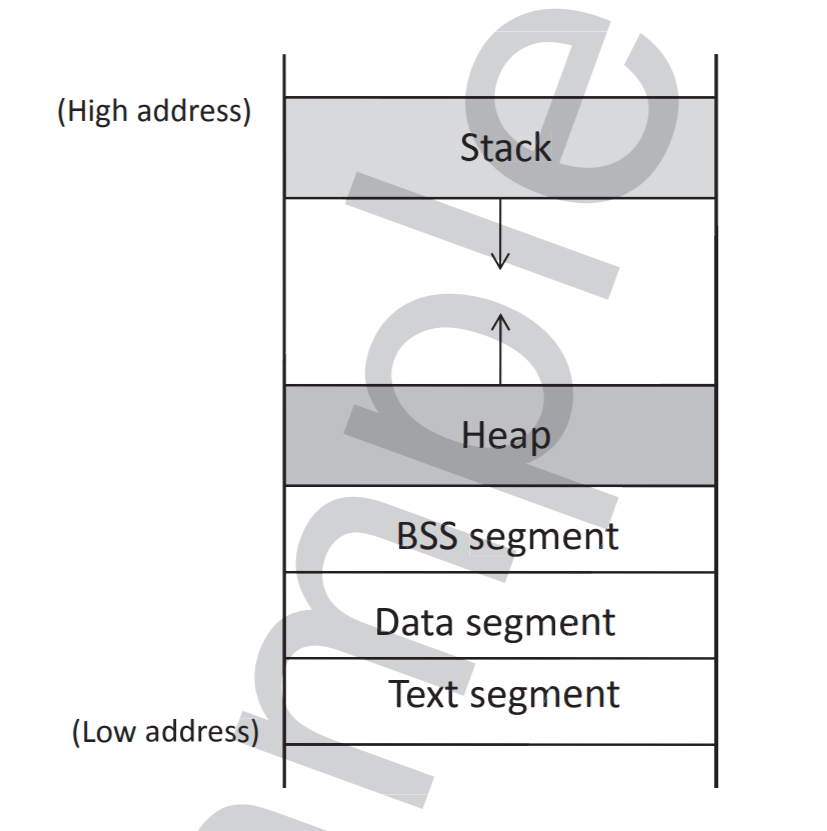 (High address)
Stack
Heap
BSS segment
Data segment
Text segment
(Low address)